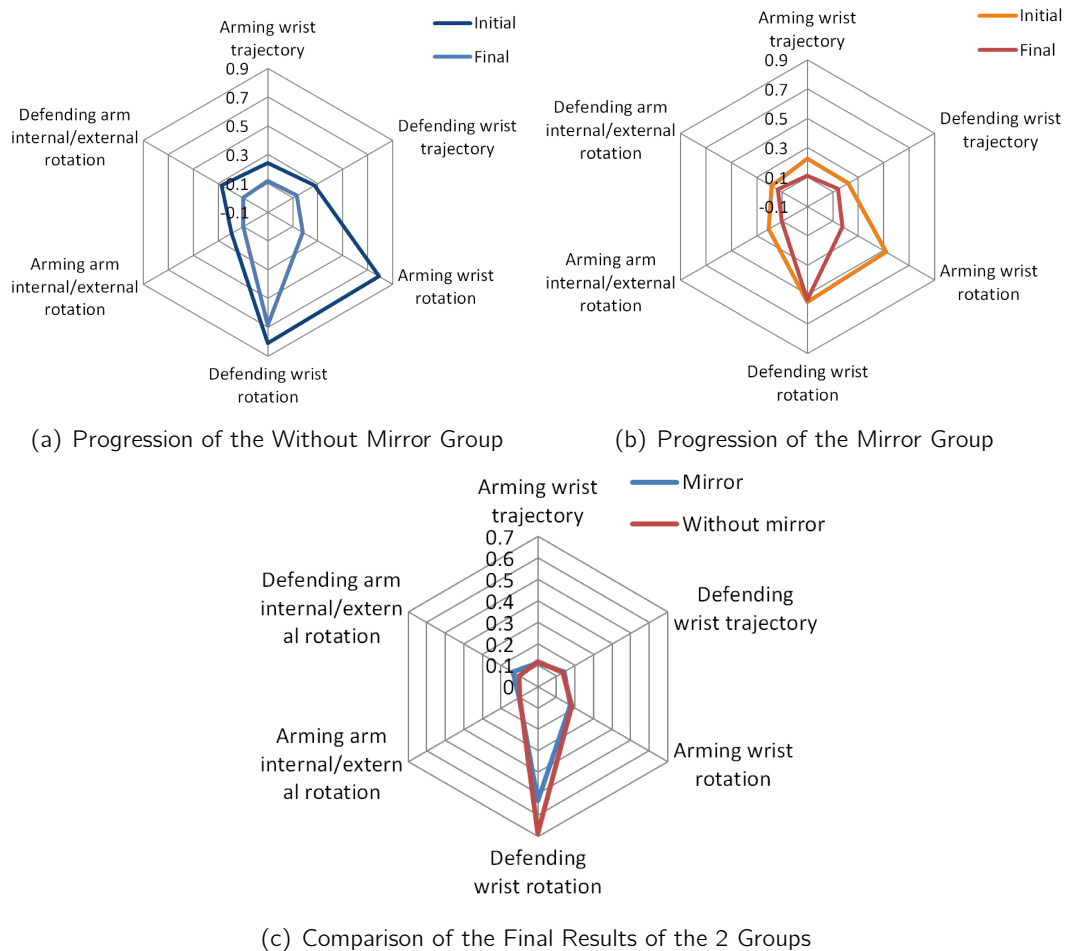 Arming wrist
trajectory
Initial
Final
0.9
0.7
0.5
0.3
0.1
-0.1
Defending wrist
trajectory
Arming wrist
rotation
Defending wrist
rotation
Arming arm
internal/external
rotation
Defending arm
internal/external
rotation
(a) Progression of the Without Mirror Group
Arming wrist
trajectory
Initial
Final
0.9
0.7
0.5
0.3
0.1
-0.1
Defending wrist
trajectory
Arming wrist
rotation
Defending wrist
rotation
Arming arm
internal/external
rotation
Defending arm
internal/external
rotation
(b) Progression of the Mirror Group
Arming wrist
trajectory
Mirror
Without mirror
0.7
0.6
0.5
0.4
0.3
0.2
0.1
0
Defending
wrist trajectory
Arming wrist
rotation
Defending
wrist rotation
Arming arm
internal/extern
al rotation
Defending arm
internal/extern
al rotation
(c) Comparison of the Final Results of the 2 Groups